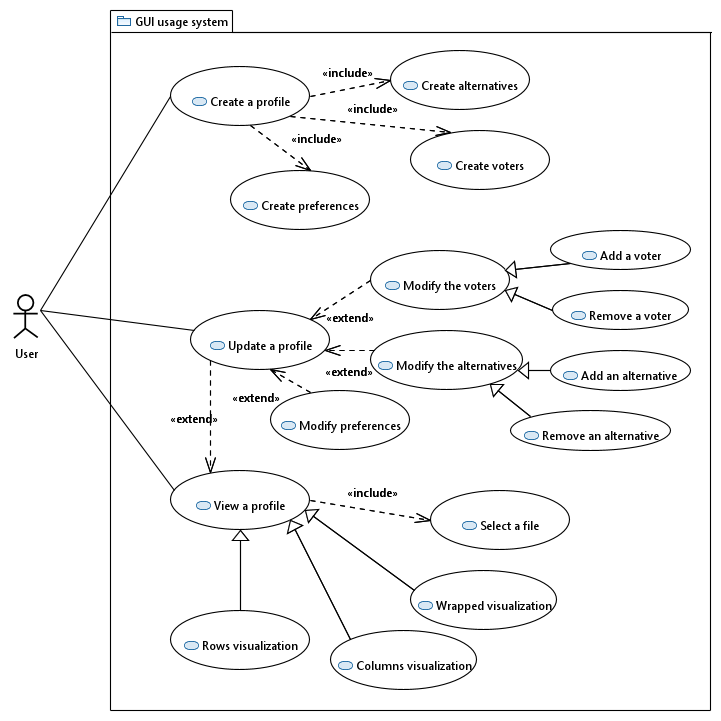 GUI usage system
«include»
Create alternatives
Create a profile
«include»
«include»
Create voters
Create preferences
Add a voter
Modify the voters
Remove a voter
User
«extend»
Update a profile
Modify the alternatives
«extend»
Add an alternative
«extend»
«extend»
Modify preferences
Remove an alternative
«include»
View a profile
Select a file
Wrapped visualization
Rows visualization
Columns visualization